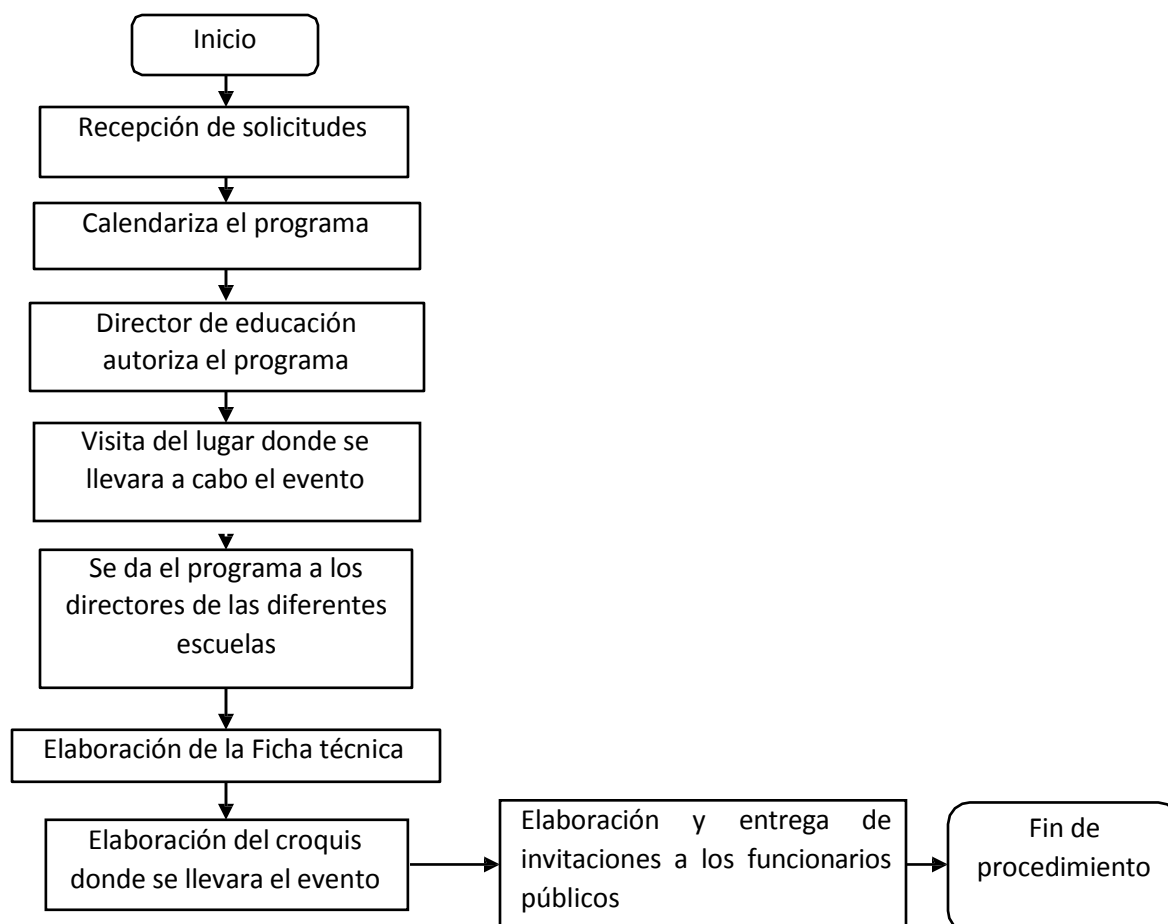 Inicio
Recepción de solicitudes
Calendariza el programa
Director de educación
autoriza el programa
Visita del lugar donde se
llevara a cabo el evento
Se da el programa a los
directores de las diferentes
escuelas
Elaboración de la Ficha técnica
Elaboración del croquis
donde se llevara el evento
Elaboración y entrega de
invitaciones a los funcionarios
públicos
Fin de
procedimiento